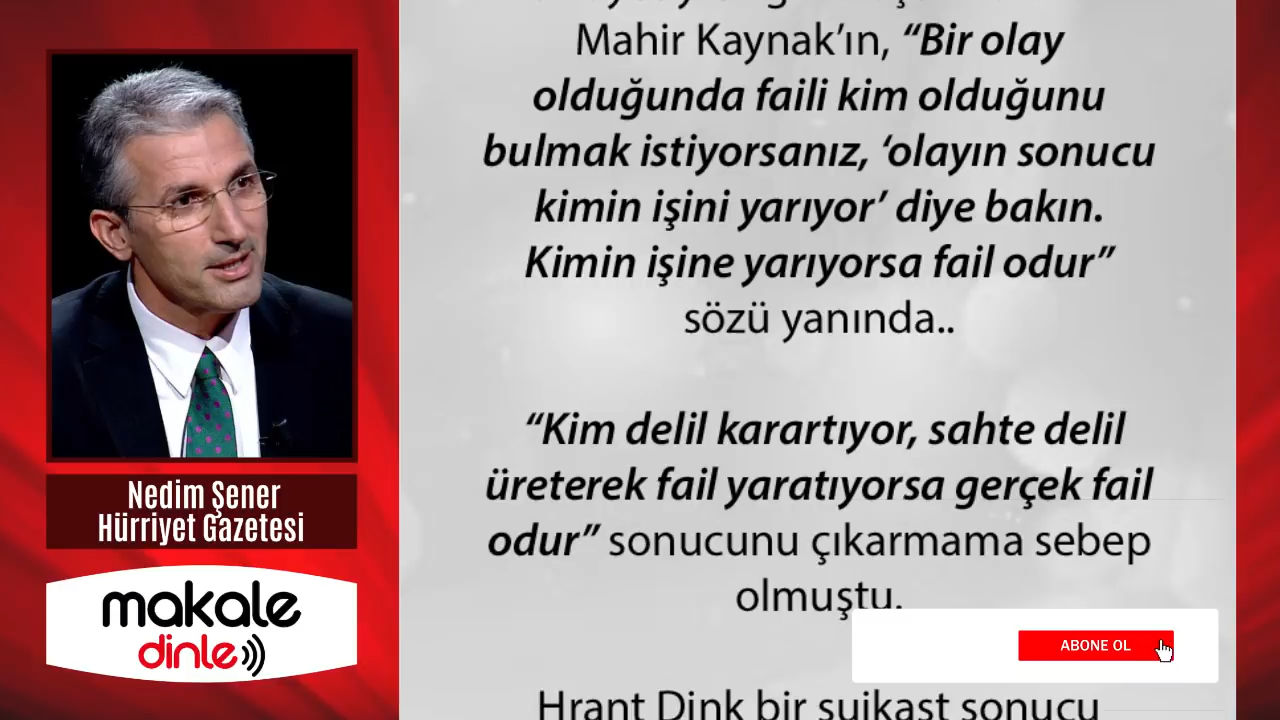 Mahir Kaynak’ın, “Bir olay
olduğunda faili kim olduğunu
bulmak istiyorsanız, ‘olayın sonucu
kimin işini yarıyor’ diye bakın.
Kimin işine yarıyorsa fail odur”
sözü yanında..
“Kim delil karartıyor, sahte delil
üreterek fail yaratıyorsa gerçek fail
odur” sonucunu çıkarmama sebep
olmuştu.
Hrant Dink bir suikast sonucu
Nedim Şener
Hürriyet Gazetesi
makale
dinle
ABONE OL